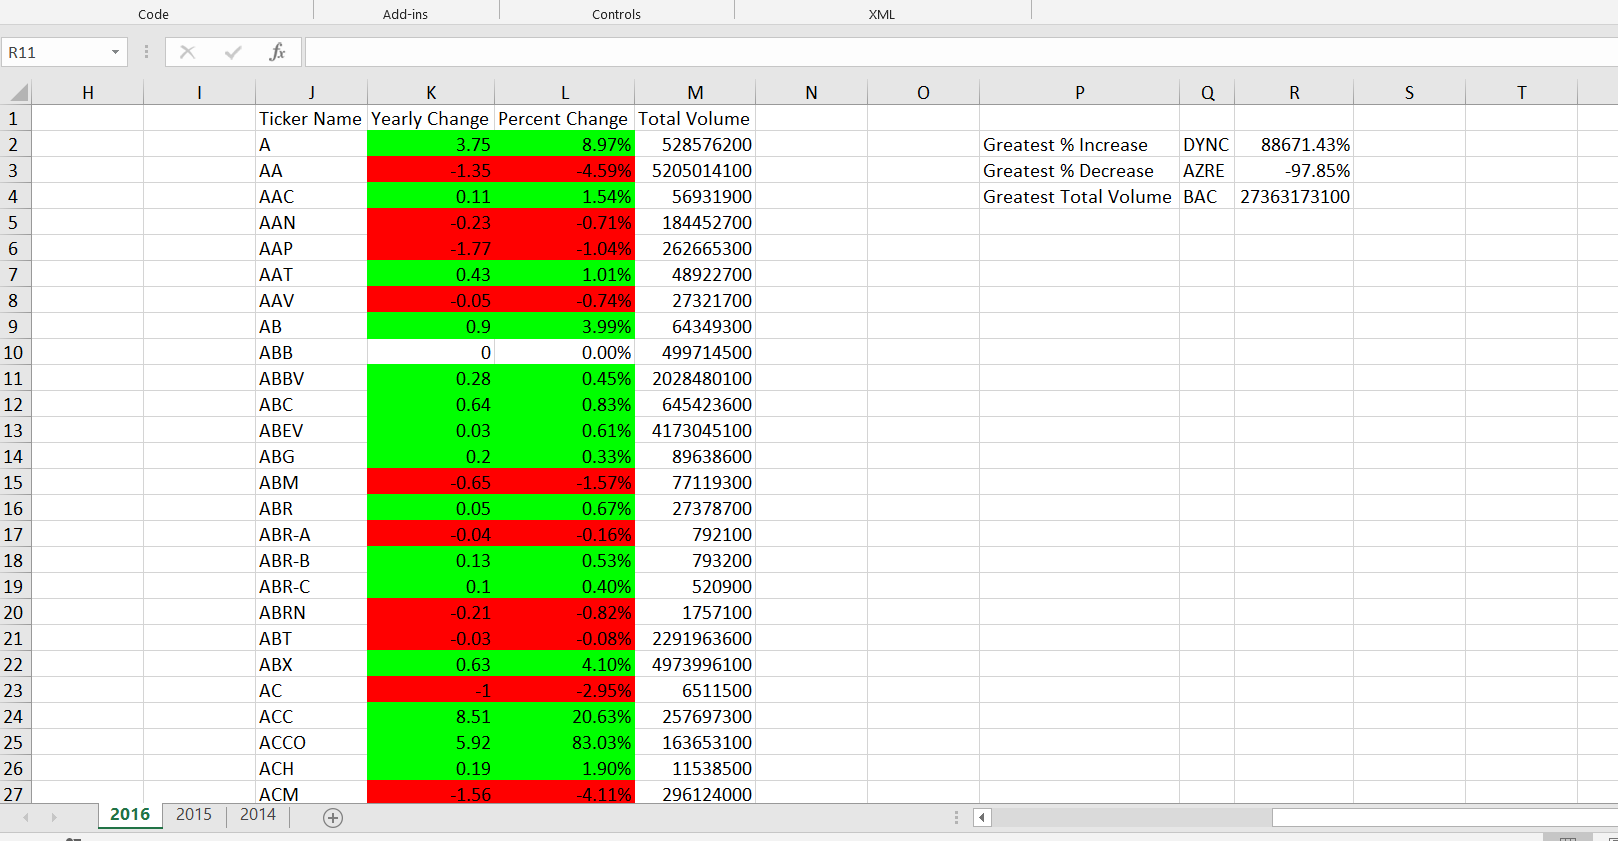 Code Add-ins Controls XML
R11 fx
H I J K L M N O P Q R S T
1 Ticker Name Yearly Change Percent Change Total Volume
2 A 3.75 8.97% 528576200 Greatest % Increase DYNC 88671.43%
3 AA -1.35 -4.59% 5205014100 Greatest % Decrease AZRE -97.85%
4 AAC 0.11 1.54% 56931900 Greatest Total Volume BAC 27363173100
5 AAN -0.23 -0.71% 184452700
6 AAP -1.77 -1.04% 262665300
7 AAT 0.43 1.01% 48922700
8 AAV -0.05 -0.74% 27321700
9 AB 0.9 3.99% 64349300
10 ABB 0 0.00% 499714500
11 ABBV 0.28 0.45% 2028480100
12 ABC 0.64 0.83% 645423600
13 ABEV 0.03 0.61% 4173045100
14 ABG 0.2 0.33% 89638600
15 ABM -0.65 -1.57% 77119300
16 ABR 0.05 0.67% 27378700
17 ABR-A -0.04 -0.16% 792100
18 ABR-B 0.13 0.53% 793200
19 ABR-C 0.1 0.40% 520900
20 ABRN -0.21 -0.82% 1757100
21 ABT -0.03 -0.08% 2291963600
22 ABX 0.63 4.10% 4973996100
23 AC -1 -2.95% 6511500
24 ACC 8.51 20.63% 257697300
25 ACCO 5.92 83.03% 163653100
26 ACH 0.19 1.90% 11538500
27 ACM -1.56 -4.11% 296124000
2016 2015 2014